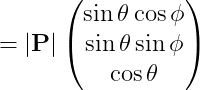 = |P| ( sin θ cos ϕ
sin θ sin ϕ
cos θ )